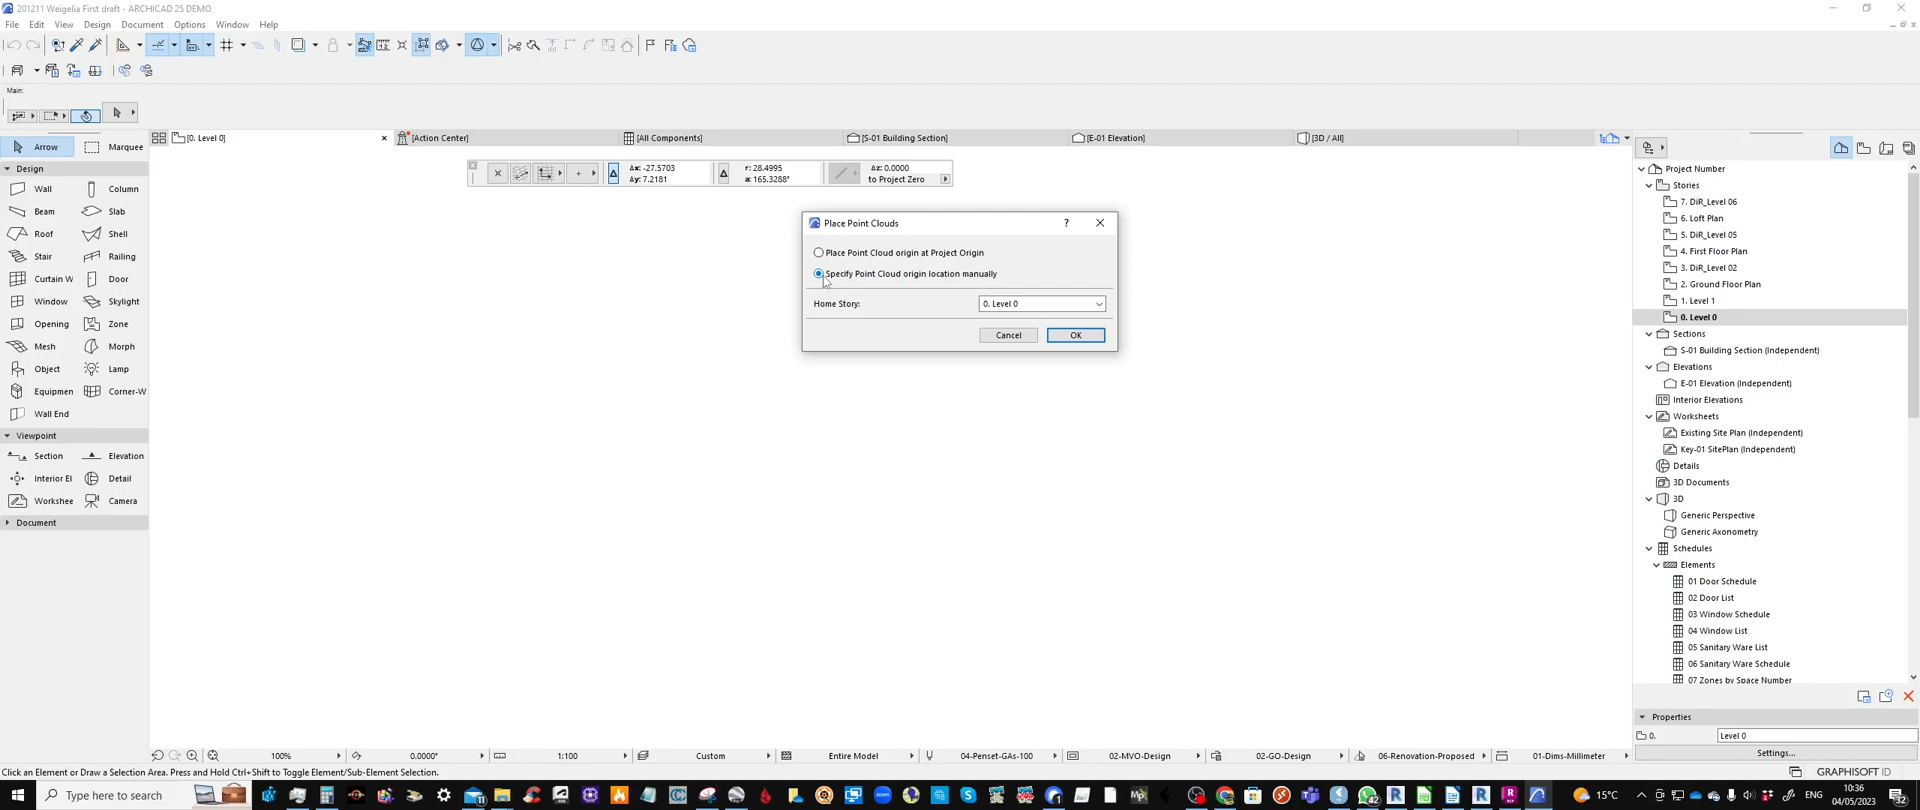 201211 Weigelia First draft - ARCHICAD 25 DEMO
File Edit View Design Document Options Window Help
Main:
[0. Level 0]
[Action Center]
[All Components]
[S-01 Building Section]
[E-01 Elevation]
[3D / All]
Δx: -27.5703
Δy: 7.2181
r: 28.4995
a: 165.3288°
Δz: 0.0000
to Project Zero
Arrow Marquee
Design
Wall Column
Beam Slab
Roof Shell
Stair Railing
Curtain W Door
Window Skylight
Opening Zone
Mesh Morph
Object Lamp
Equipmen Corner-W
Wall End
Viewpoint
Section Elevation
Interior El Detail
Workshee Camera
Document
Place Point Clouds
?
Place Point Cloud origin at Project Origin
Specify Point Cloud origin location manually
Home Story:
0. Level 0
Cancel OK
Project Number
Stories
7. DiR_Level 06
6. Loft Plan
5. DiR_Level 05
4. First Floor Plan
3. DiR_Level 02
2. Ground Floor Plan
1. Level 1
0. Level 0
Sections
S-01 Building Section (Independent)
Elevations
E-01 Elevation (Independent)
Interior Elevations
Worksheets
Existing Site Plan (Independent)
Key-01 SitePlan (Independent)
Details
3D Documents
3D
Generic Perspective
Generic Axonometry
Schedules
Elements
01 Door Schedule
02 Door List
03 Window Schedule
04 Window List
05 Sanitary Ware List
06 Sanitary Ware Schedule
07 Zones by Space Number
Properties
0. Level 0
Settings...
100% 0.0000° 1:100 Custom Entire Model 04-Penset-GAs-100 02-MVO-Design 02-GO-Design 06-Renovation-Proposed 01-Dims-Millimeter
Click an Element or Draw a Selection Area. Press and Hold Ctrl+Shift to Toggle Element/Sub-Element Selection.
GRAPHISOFT ID
Type here to search
15°C
ENG
10:36
04/05/2023